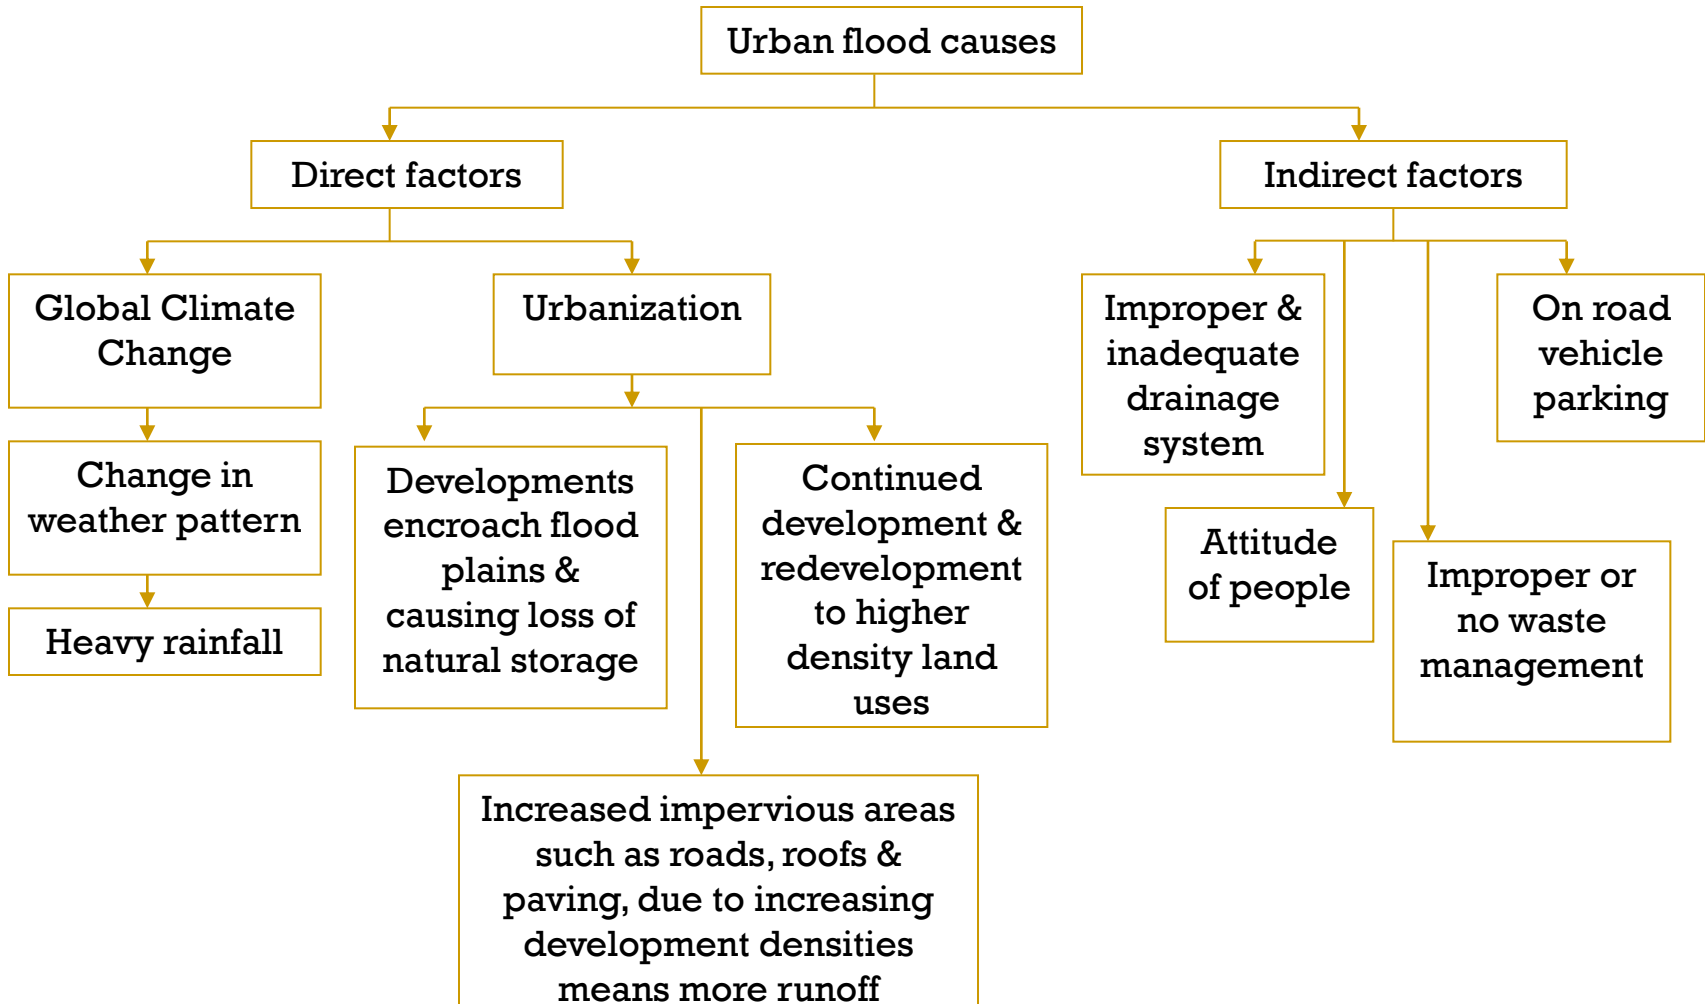 Urban flood causes
Direct factors
Indirect factors
Global Climate
Change
Urbanization
Improper &
inadequate
drainage
system
On road
vehicle
parking
Change in
weather pattern
Developments
encroach flood
plains &
causing loss of
natural storage
Continued
development &
redevelopment
to higher
density land
uses
Attitude
of people
Improper or
no waste
management
Heavy rainfall
Increased impervious areas
such as roads, roofs &
paving, due to increasing
development densities
means more runoff